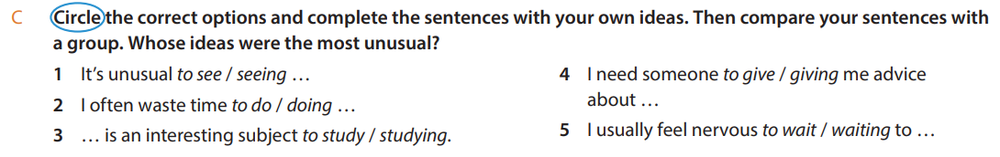 C Circle the correct options and complete the sentences with your own ideas. Then compare your sentences with
a group. Whose ideas were the most unusual?
1 It's unusual to see / seeing …
2 I often waste time to do / doing …
3 … is an interesting subject to study / studying.
4 I need someone to give / giving me advice
about …
5 I usually feel nervous to wait / waiting to …